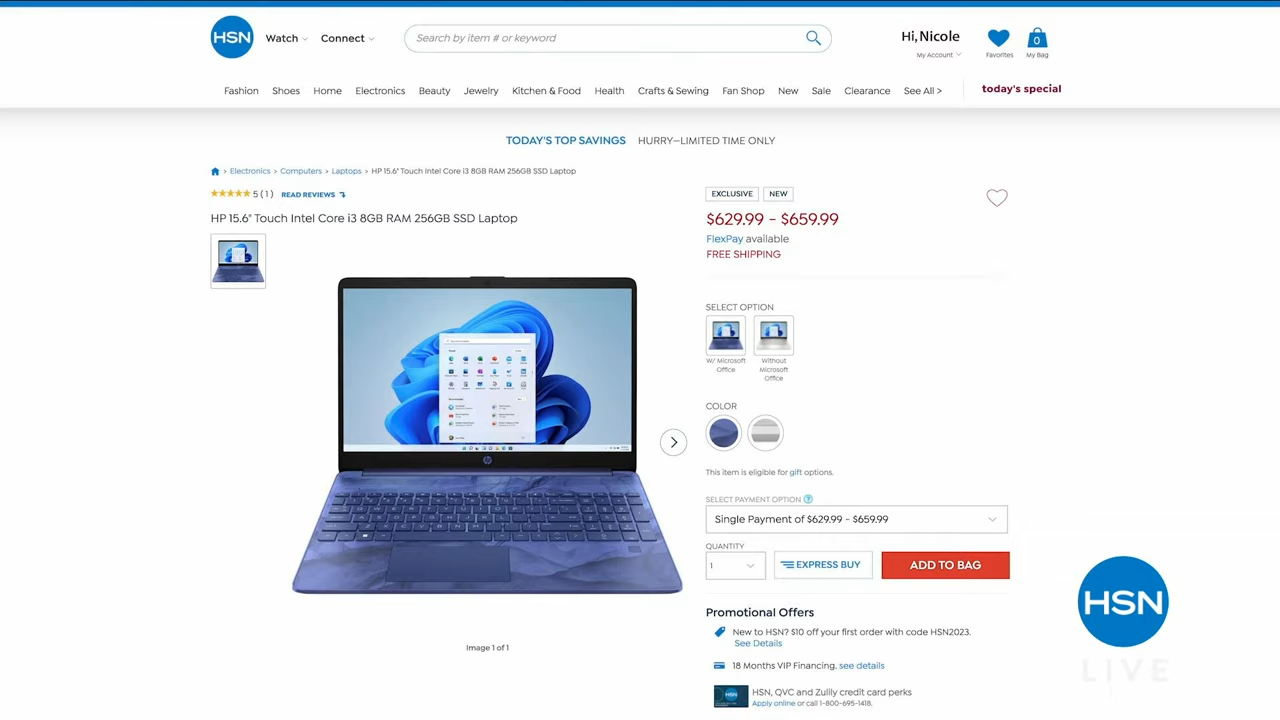 HSN
Watch
Connect
Search by item # or keyword
Hi, Nicole
My Account
Favorites
0
My Bag
Fashion
Shoes
Home
Electronics
Beauty
Jewelry
Kitchen & Food
Health
Crafts & Sewing
Fan Shop
New
Sale
Clearance
See All >
today's special
TODAY'S TOP SAVINGS HURRY—LIMITED TIME ONLY
> Electronics > Computers > Laptops > HP 15.6" Touch Intel Core i3 8GB RAM 256GB SSD Laptop
5 ( 1 ) READ REVIEWS
HP 15.6" Touch Intel Core i3 8GB RAM 256GB SSD Laptop
Image 1 of 1
EXCLUSIVE
NEW
$629.99 - $659.99
FlexPay available
FREE SHIPPING
SELECT OPTION
W/ Microsoft
Office
Without
Microsoft
Office
COLOR
This item is eligible for gift options.
SELECT PAYMENT OPTION ?
Single Payment of $629.99 - $659.99
QUANTITY
1
EXPRESS BUY
ADD TO BAG
Promotional Offers
New to HSN? $10 off your first order with code HSN2023.
See Details
18 Months VIP Financing. see details
HSN
HSN, QVC and Zulily credit card perks
Apply online or call 1-800-695-1418.
HSN
LIVE